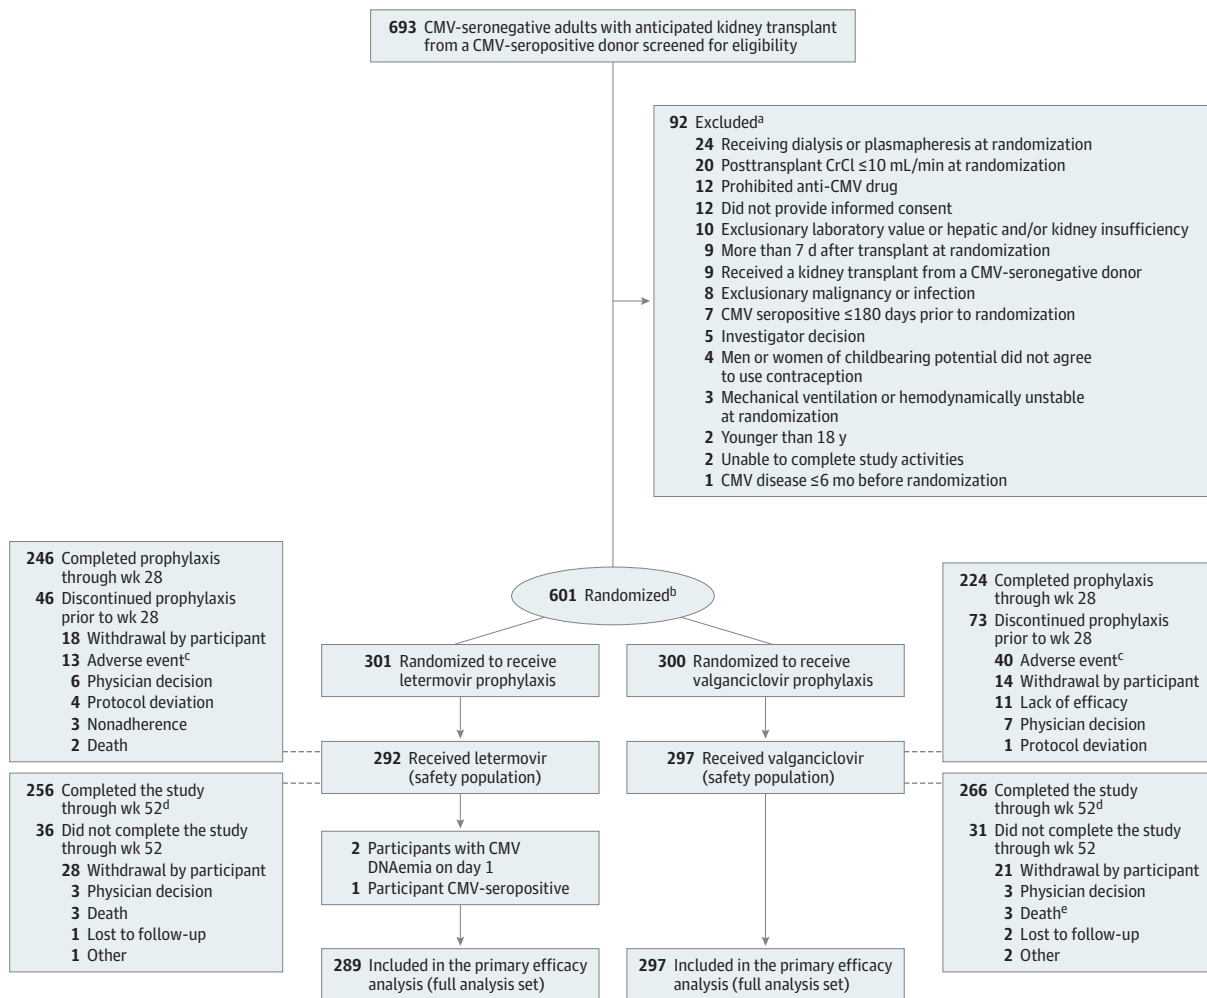 693 CMV-seronegative adults with anticipated kidney transplant
from a CMV-seropositive donor screened for eligibility
92 Excludedᵃ
24 Receiving dialysis or plasmapheresis at randomization
20 Posttransplant CrCl ≤10 mL/min at randomization
12 Prohibited anti-CMV drug
12 Did not provide informed consent
10 Exclusionary laboratory value or hepatic and/or kidney insufficiency
9 More than 7 d after transplant at randomization
9 Received a kidney transplant from a CMV-seronegative donor
8 Exclusionary malignancy or infection
7 CMV seropositive ≤180 days prior to randomization
5 Investigator decision
4 Men or women of childbearing potential did not agree
to use contraception
3 Mechanical ventilation or hemodynamically unstable
at randomization
2 Younger than 18 y
2 Unable to complete study activities
1 CMV disease ≤6 mo before randomization
601 Randomizedᵇ
301 Randomized to receive
letermovir prophylaxis
300 Randomized to receive
valganciclovir prophylaxis
246 Completed prophylaxis
through wk 28
46 Discontinued prophylaxis
prior to wk 28
18 Withdrawal by participant
13 Adverse eventᶜ
6 Physician decision
4 Protocol deviation
3 Nonadherence
2 Death
224 Completed prophylaxis
through wk 28
73 Discontinued prophylaxis
prior to wk 28
40 Adverse eventᶜ
14 Withdrawal by participant
11 Lack of efficacy
7 Physician decision
1 Protocol deviation
292 Received letermovir
(safety population)
297 Received valganciclovir
(safety population)
256 Completed the study
through wk 52ᵈ
36 Did not complete the study
through wk 52
28 Withdrawal by participant
3 Physician decision
3 Death
1 Lost to follow-up
1 Other
266 Completed the study
through wk 52ᵈ
31 Did not complete the study
through wk 52
21 Withdrawal by participant
3 Physician decision
3 Deathᵉ
2 Lost to follow-up
2 Other
2 Participants with CMV
DNAemia on day 1
1 Participant CMV-seropositive
289 Included in the primary efficacy
analysis (full analysis set)
297 Included in the primary efficacy
analysis (full analysis set)